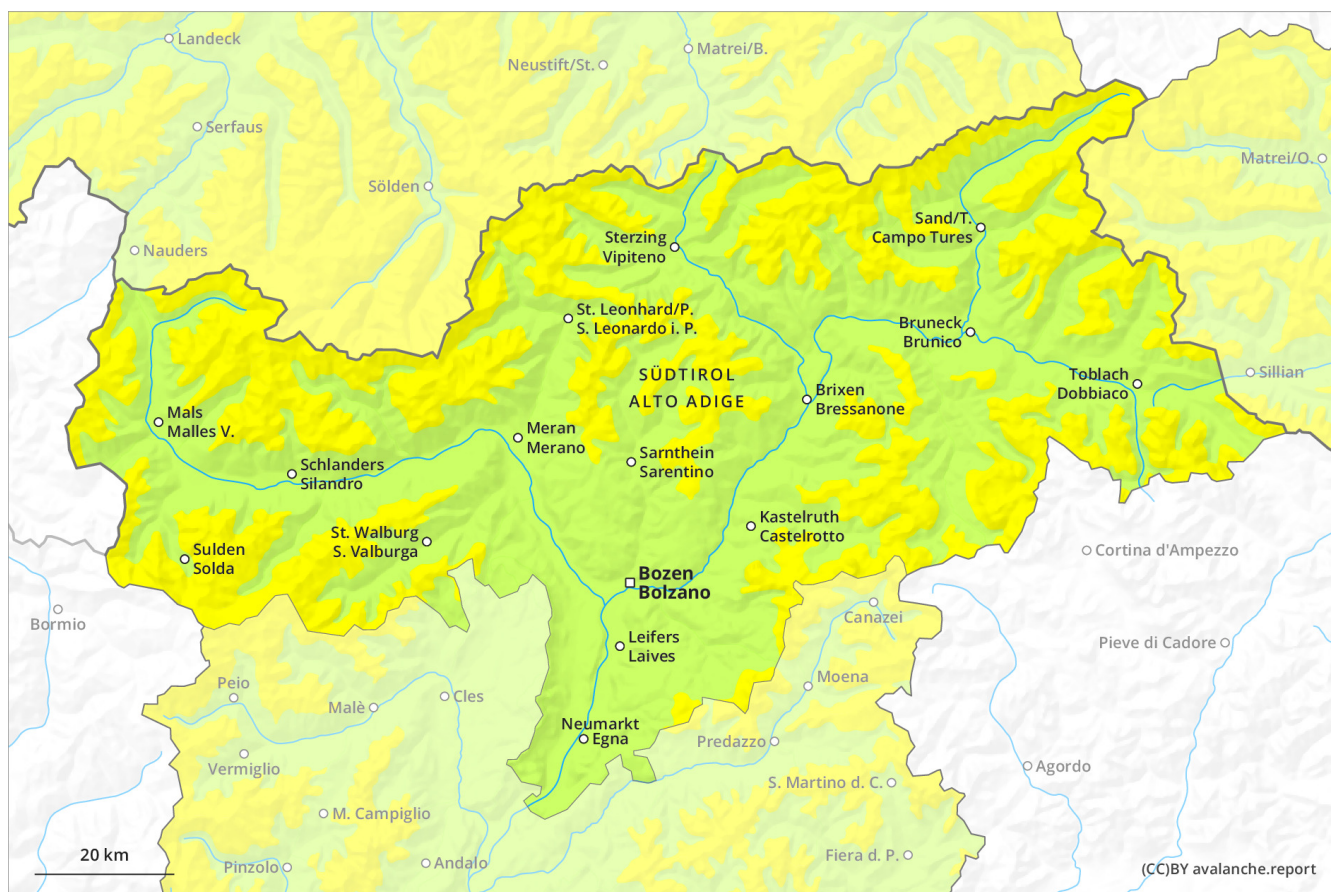 Landeck
Matrei/B.
Neustift/St.
Serfaus
Matrei/O.
Sölden
Sand/T.
Campo Tures
Sterzing
Vipiteno
Nauders
St. Leonhard/P.
S. Leonardo i. P.
Bruneck
Brunico
SÜDTIROL
ALTO ADIGE
Toblach
Dobbiaco
Sillian
Brixen
Bressanone
Mals
Malles V.
Meran
Merano
Sarnthein
Sarentino
Schlanders
Silandro
Kastelruth
Castelrotto
St. Walburg
S. Valburga
Sulden
Solda
Cortina d'Ampezzo
Bozen
Bolzano
Bormio
Canazei
Leifers
Laives
Pieve di Cadore
Peio
Moena
Malè
Cles
Neumarkt
Egna
Predazzo
Vermiglio
Agordo
S. Martino d. C.
M. Campiglio
20 km
Pinzolo
Andalo
Fiera d. P.
(CC)BY avalanche.report